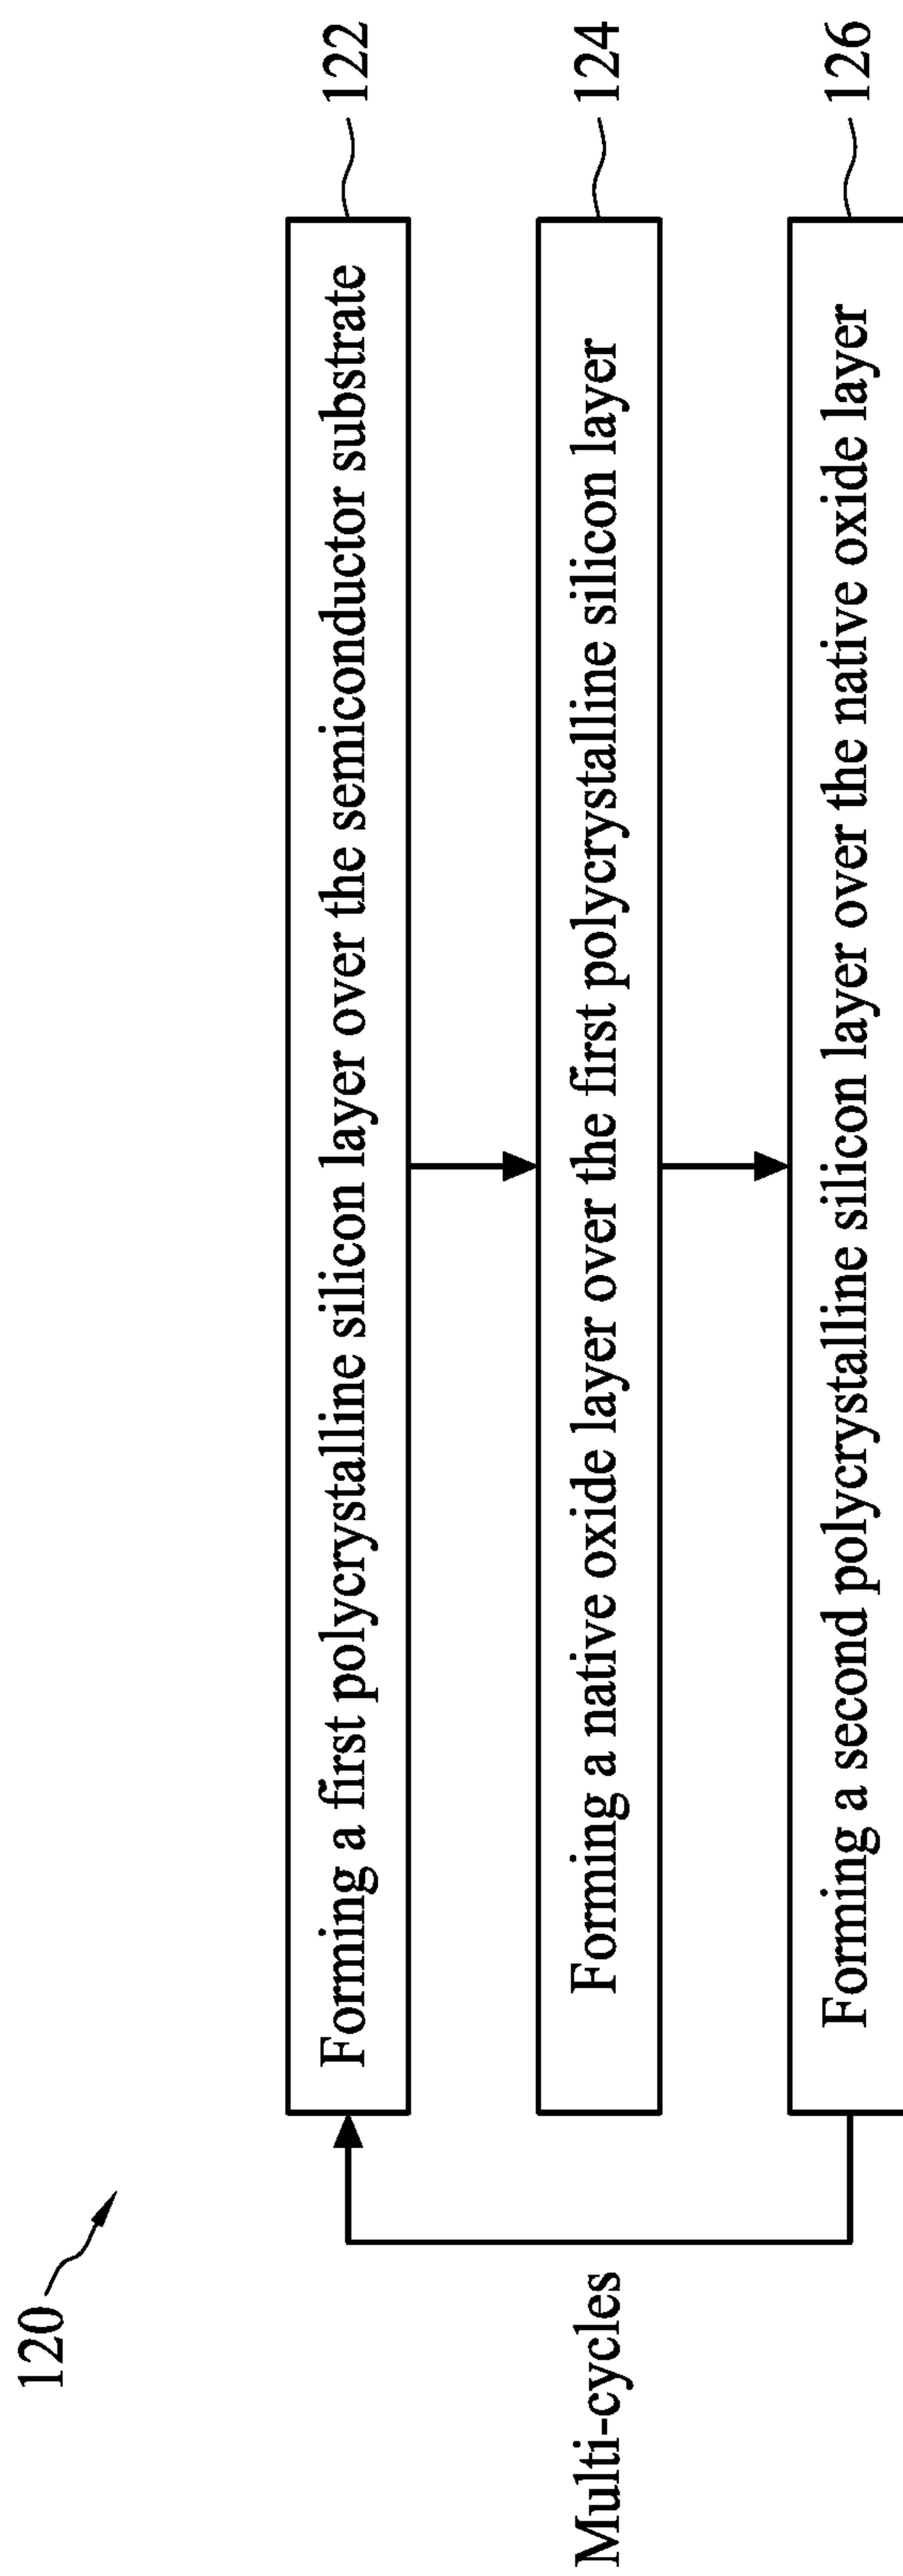 120
Forming a first polycrystalline silicon layer over the semiconductor substrate
122
Forming a native oxide layer over the first polycrystalline silicon layer
124
Multi-cycles
Forming a second polycrystalline silicon layer over the native oxide layer
126